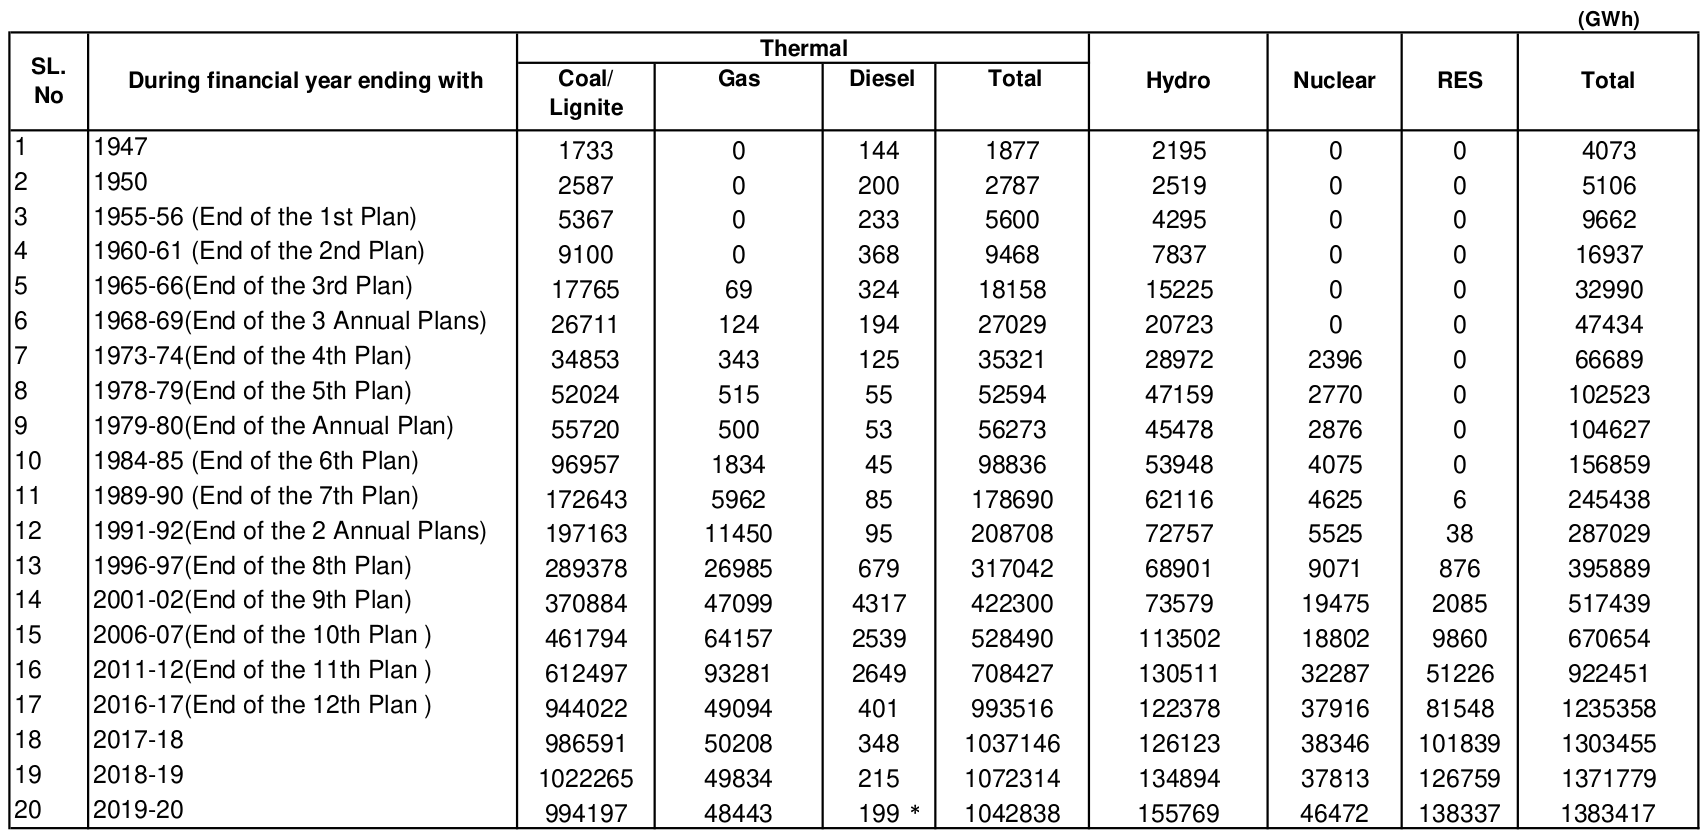 (GWh)
SL. No During financial year ending with Thermal Hydro Nuclear RES Total
Coal/ Lignite Gas Diesel Total
1 1947 1733 0 144 1877 2195 0 0 4073
2 1950 2587 0 200 2787 2519 0 0 5106
3 1955-56 (End of the 1st Plan) 5367 0 233 5600 4295 0 0 9662
4 1960-61 (End of the 2nd Plan) 9100 0 368 9468 7837 0 0 16937
5 1965-66(End of the 3rd Plan) 17765 69 324 18158 15225 0 0 32990
6 1968-69(End of the 3 Annual Plans) 26711 124 194 27029 20723 0 0 47434
7 1973-74(End of the 4th Plan) 34853 343 125 35321 28972 2396 0 66689
8 1978-79(End of the 5th Plan) 52024 515 55 52594 47159 2770 0 102523
9 1979-80(End of the Annual Plan) 55720 500 53 56273 45478 2876 0 104627
10 1984-85 (End of the 6th Plan) 96957 1834 45 98836 53948 4075 0 156859
11 1989-90 (End of the 7th Plan) 172643 5962 85 178690 62116 4625 6 245438
12 1991-92(End of the 2 Annual Plans) 197163 11450 95 208708 72757 5525 38 287029
13 1996-97(End of the 8th Plan) 289378 26985 679 317042 68901 9071 876 395889
14 2001-02(End of the 9th Plan) 370884 47099 4317 422300 73579 19475 2085 517439
15 2006-07(End of the 10th Plan ) 461794 64157 2539 528490 113502 18802 9860 670654
16 2011-12(End of the 11th Plan ) 612497 93281 2649 708427 130511 32287 51226 922451
17 2016-17(End of the 12th Plan ) 944022 49094 401 993516 122378 37916 81548 1235358
18 2017-18 986591 50208 348 1037146 126123 38346 101839 1303455
19 2018-19 1022265 49834 215 1072314 134894 37813 126759 1371779
20 2019-20 994197 48443 199 * 1042838 155769 46472 138337 1383417